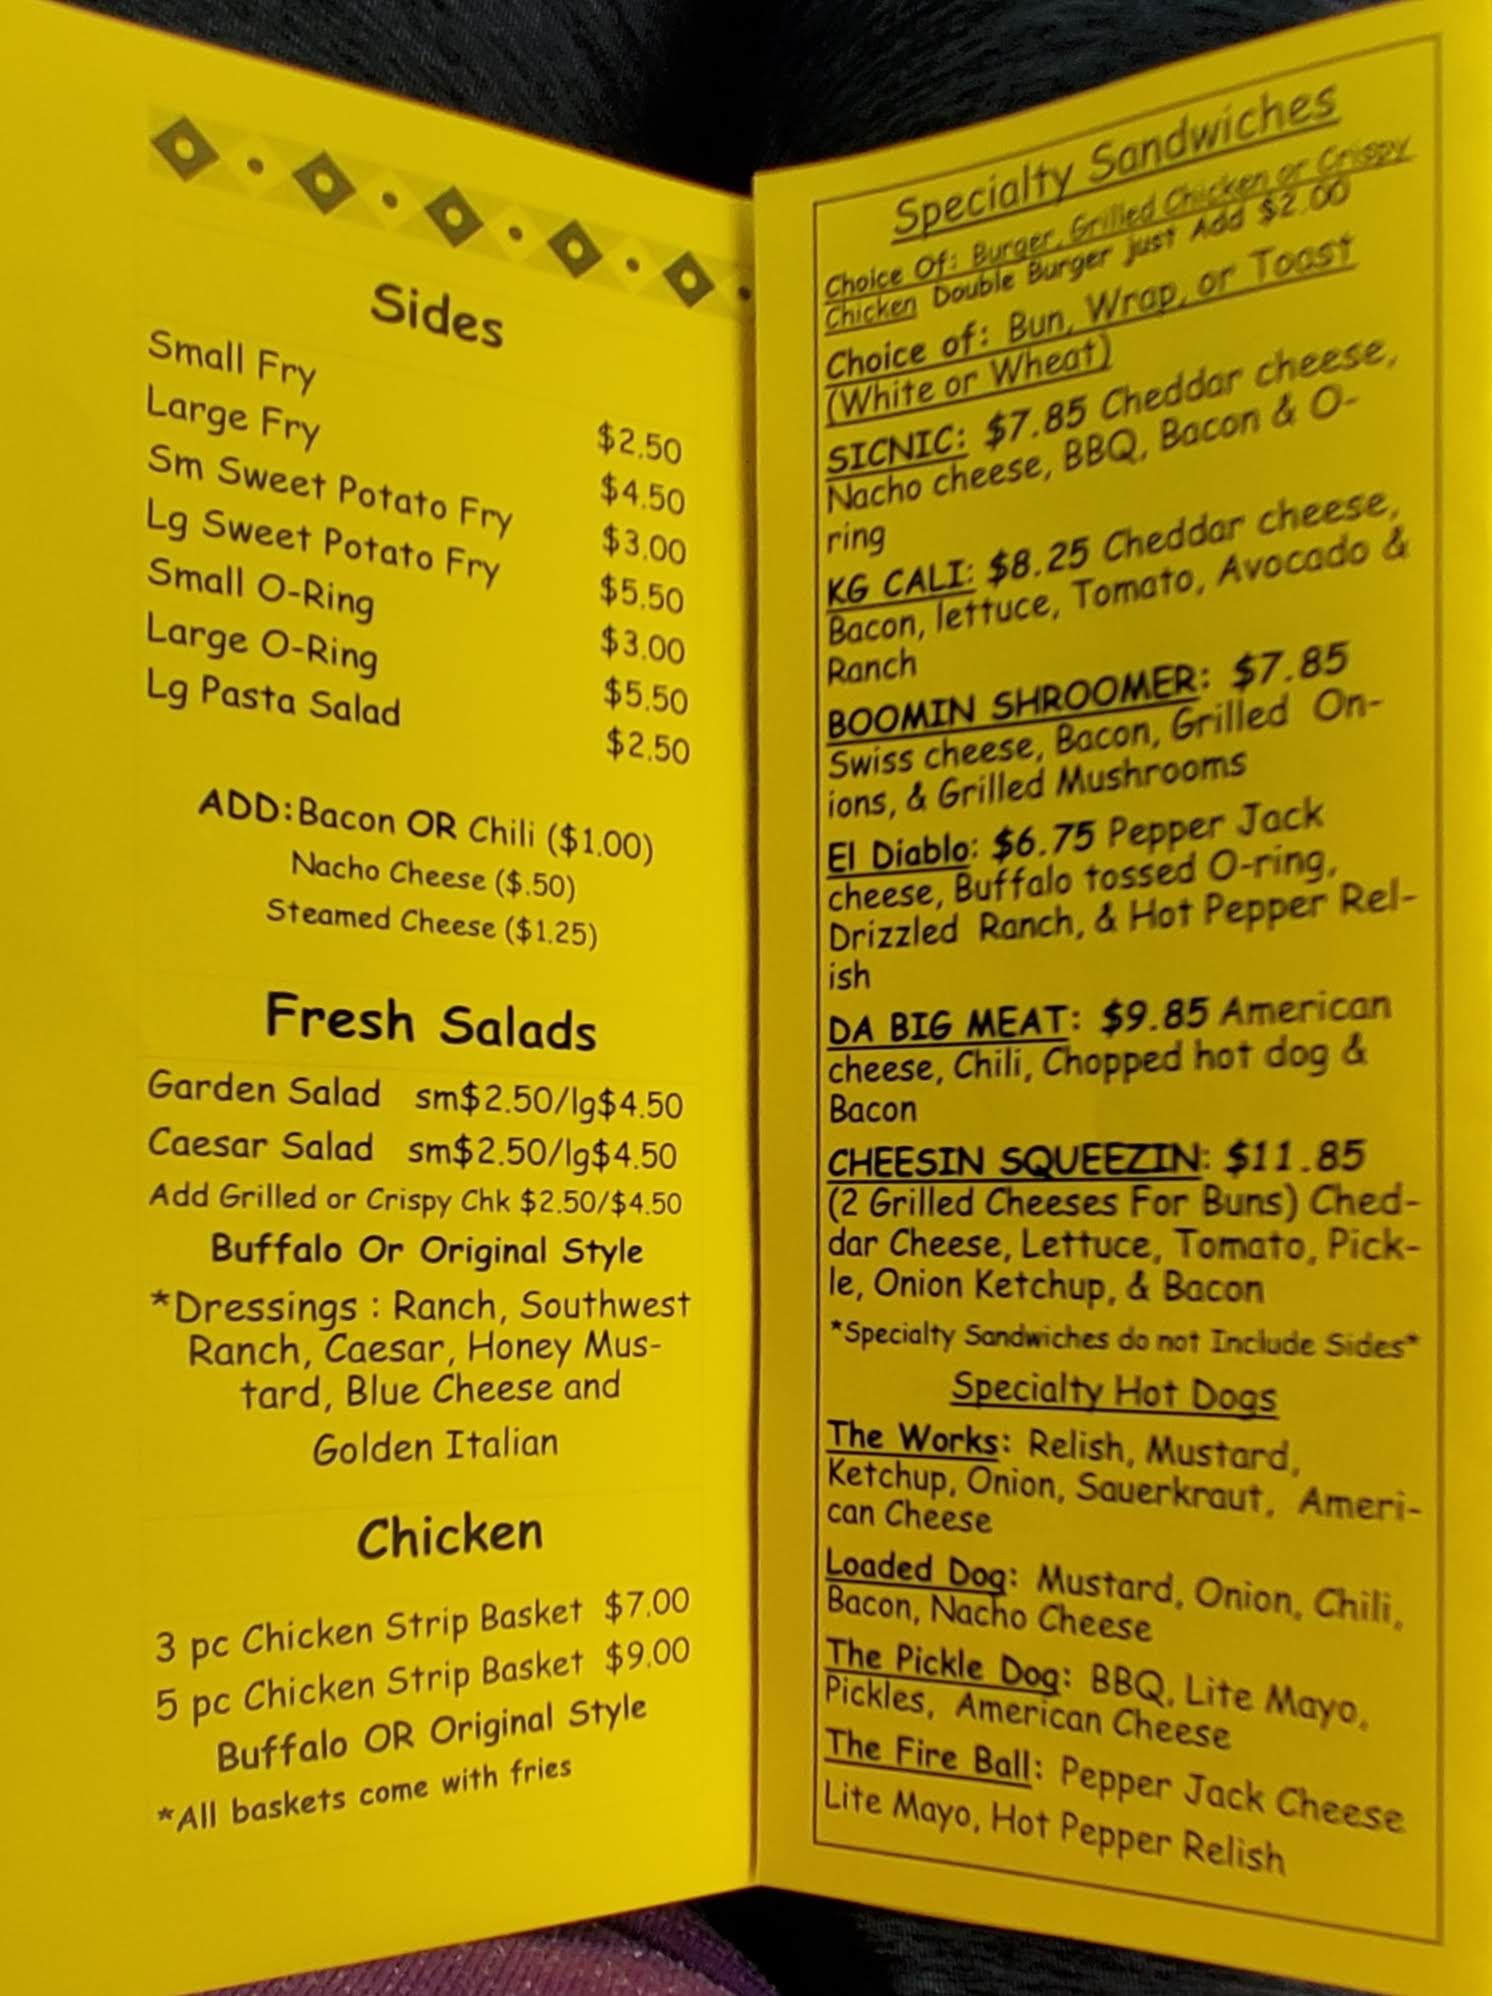 Sides
Small Fry $2.50
Large Fry $4.50
Sm Sweet Potato Fry $3.00
Lg Sweet Potato Fry $5.50
Small O-Ring $3.00
Large O-Ring $5.50
Lg Pasta Salad $2.50
ADD:Bacon OR Chili ($1.00)
Nacho Cheese ($.50)
Steamed Cheese ($1.25)
Fresh Salads
Garden Salad sm$2.50/lg$4.50
Caesar Salad sm$2.50/lg$4.50
Add Grilled or Crispy Chk $2.50/$4.50
Buffalo Or Original Style
*Dressings : Ranch, Southwest
Ranch, Caesar, Honey Mus-
tard, Blue Cheese and
Golden Italian
Chicken
3 pc Chicken Strip Basket $7.00
5 pc Chicken Strip Basket $9.00
Buffalo OR Original Style
*All baskets come with fries
Specialty Sandwiches
Choice Of: Burger, Grilled Chicken or Crispy
Chicken Double Burger just Add $2.00
Choice of: Bun, Wrap, or Toast
(White or Wheat)
SICNIC: $7.85 Cheddar cheese,
Nacho cheese, BBQ, Bacon & O-
ring
KG CALI: $8.25 Cheddar cheese,
Bacon, lettuce, Tomato, Avocado &
Ranch
BOOMIN SHROOMER: $7.85
Swiss cheese, Bacon, Grilled On-
ions, & Grilled Mushrooms
El Diablo: $6.75 Pepper Jack
cheese, Buffalo tossed O-ring,
Drizzled Ranch, & Hot Pepper Rel-
ish
DA BIG MEAT: $9.85 American
cheese, Chili, Chopped hot dog &
Bacon
CHEESIN SQUEEZIN: $11.85
(2 Grilled Cheeses For Buns) Ched-
dar Cheese, Lettuce, Tomato, Pick-
le, Onion Ketchup, & Bacon
*Specialty Sandwiches do not Include Sides*
Specialty Hot Dogs
The Works: Relish, Mustard,
Ketchup, Onion, Sauerkraut, Ameri-
can Cheese
Loaded Dog: Mustard, Onion, Chili,
Bacon, Nacho Cheese
The Pickle Dog: BBQ, Lite Mayo,
Pickles, American Cheese
The Fire Ball: Pepper Jack Cheese
Lite Mayo, Hot Pepper Relish